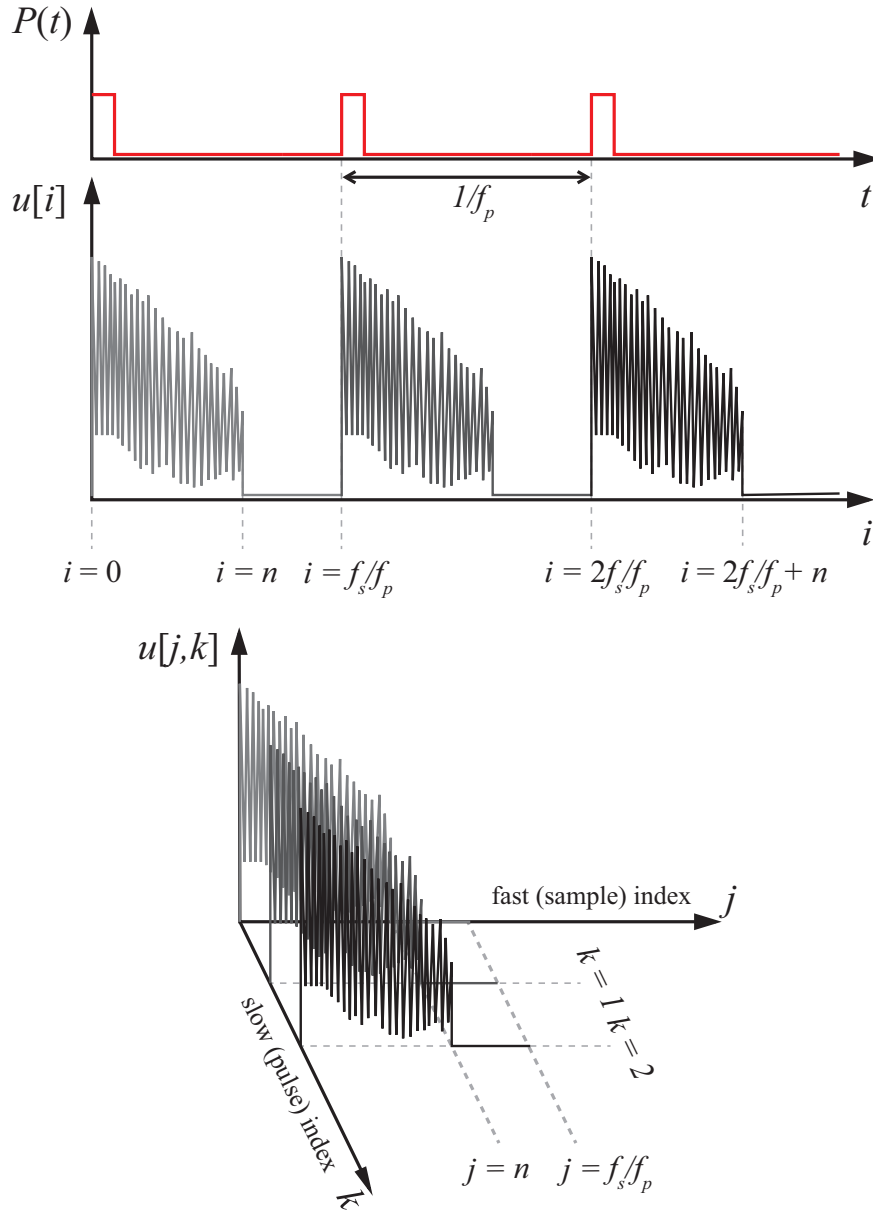 P(t)
1/f_p
t
u[i]
i
i = 0
i = n
i = f_s/f_p
i = 2f_s/f_p
i = 2f_s/f_p + n
u[j,k]
fast (sample) index
j
k = 1
k = 2
slow (pulse) index
k
j = n
j = f_s/f_p